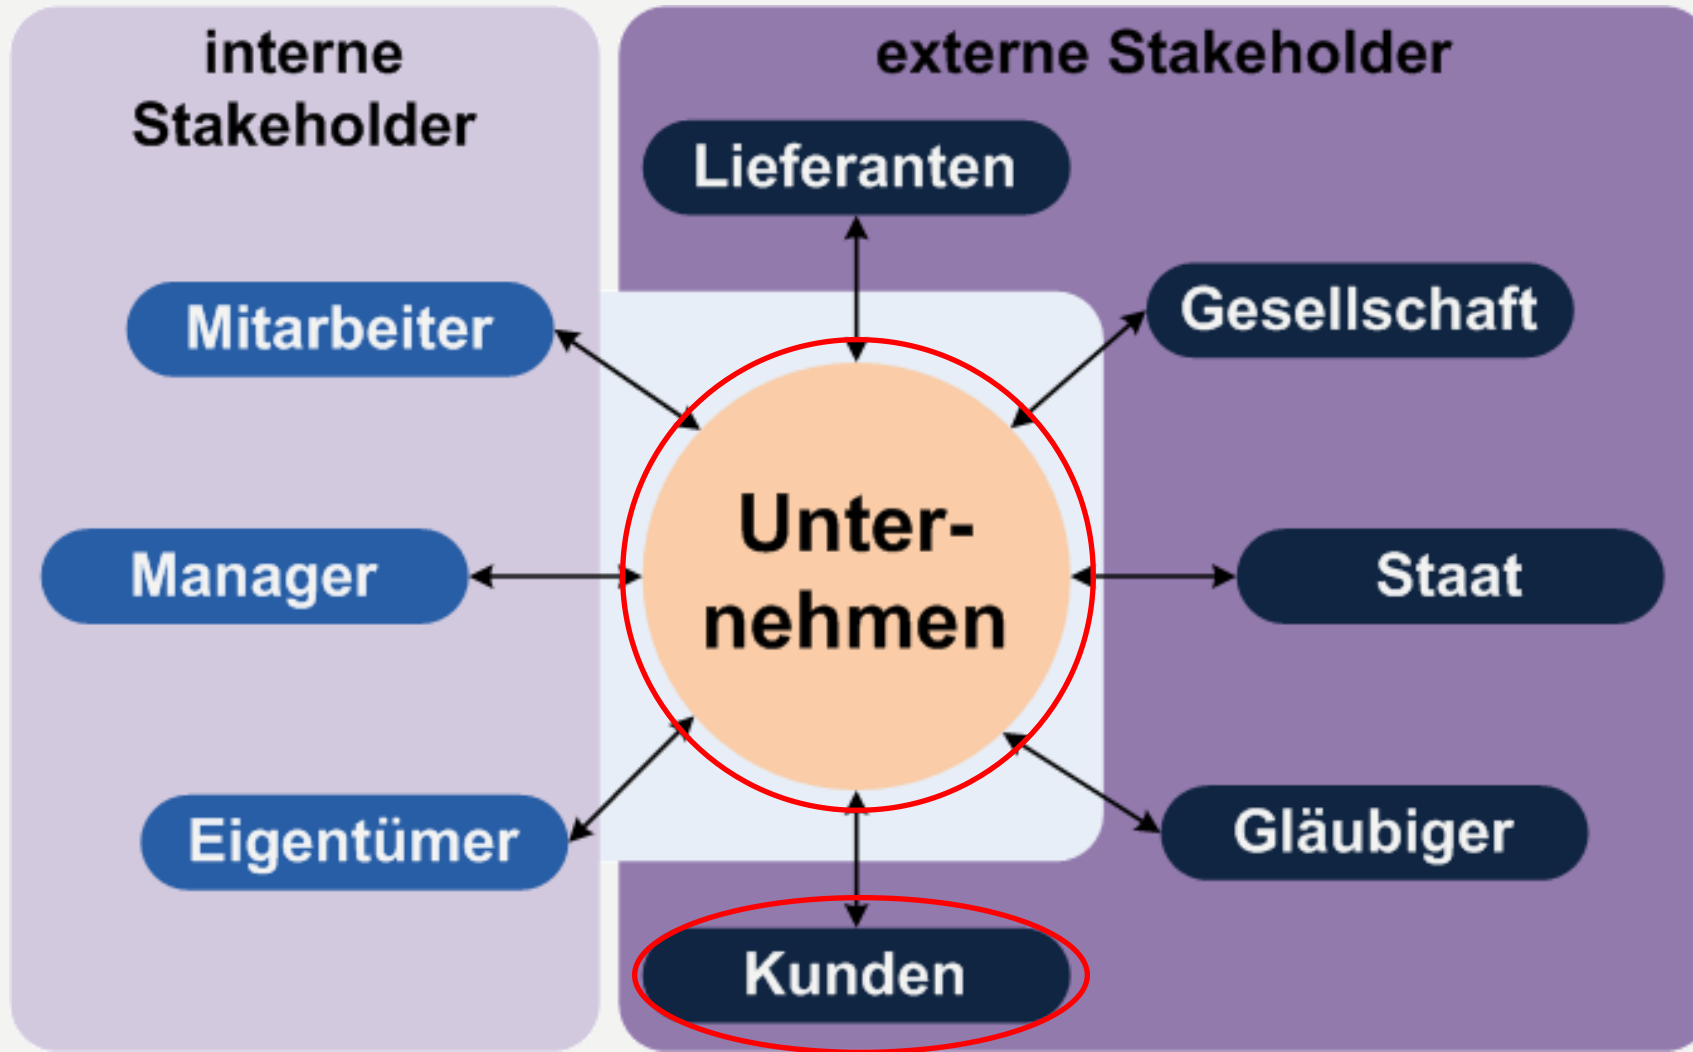 interne
Stakeholder
externe Stakeholder
Lieferanten
Mitarbeiter
Gesellschaft
Unter-
nehmen
Manager
Staat
Eigentümer
Gläubiger
Kunden